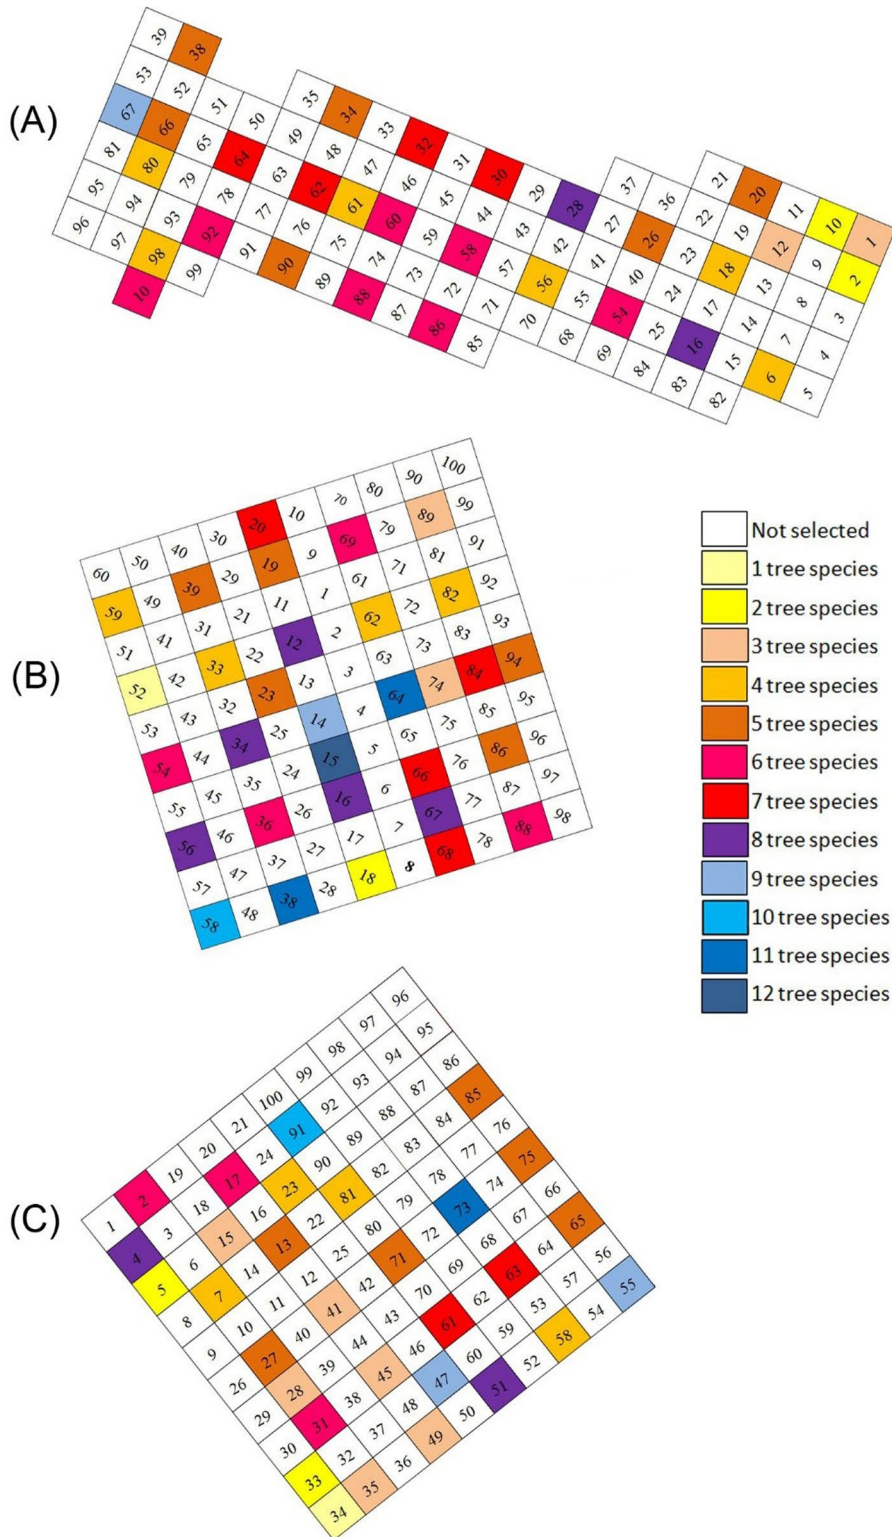 (A)
39 38
53 52 51 50 49 48 47 46 45 44 43 42 41 40 24 17 14 7 4
35 34 33 32 31 30 29 28 27 26 23 18 13 8 3
37 36 22 19 12 9 2
21 20 11 10 1
67 66 65 64 63 62 61 60 59 58 57 56 55 54 25 16 15 6 5
81 80 79 78 77 76 75 74 73 72 71 70 68 69 84 83 82
95 94 93 92 91 90 89 88 87 86 85
96 97 98 99
10
(B)
60 50 40 30 20 10 70 80 90 100
59 49 39 29 19 9 69 79 89 99
51 41 31 21 11 1 61 71 81 91
52 42 33 22 12 2 62 72 82 92
53 43 32 23 13 3 63 73 83 93
54 44 34 25 14 4 64 74 84 94
55 45 35 24 15 5 65 75 85 95
56 46 36 26 16 6 66 76 86 96
57 47 37 27 17 7 67 77 87 97
58 48 38 28 18 8 68 78 88 98
Not selected
1 tree species
2 tree species
3 tree species
4 tree species
5 tree species
6 tree species
7 tree species
8 tree species
9 tree species
10 tree species
11 tree species
12 tree species
(C)
1 2 19 20 21 100 99 98 97 96
4 3 18 17 24 91 92 93 94 95
5 6 15 16 23 90 89 88 87 86
8 7 14 13 22 81 82 83 84 85
9 10 11 12 25 80 79 78 77 76
26 27 40 41 42 71 72 73 74 75
29 28 39 44 43 70 69 68 67 66
30 31 38 45 46 61 62 63 64 65
33 32 37 48 47 60 59 53 57 56
34 35 36 49 50 51 52 58 54 55